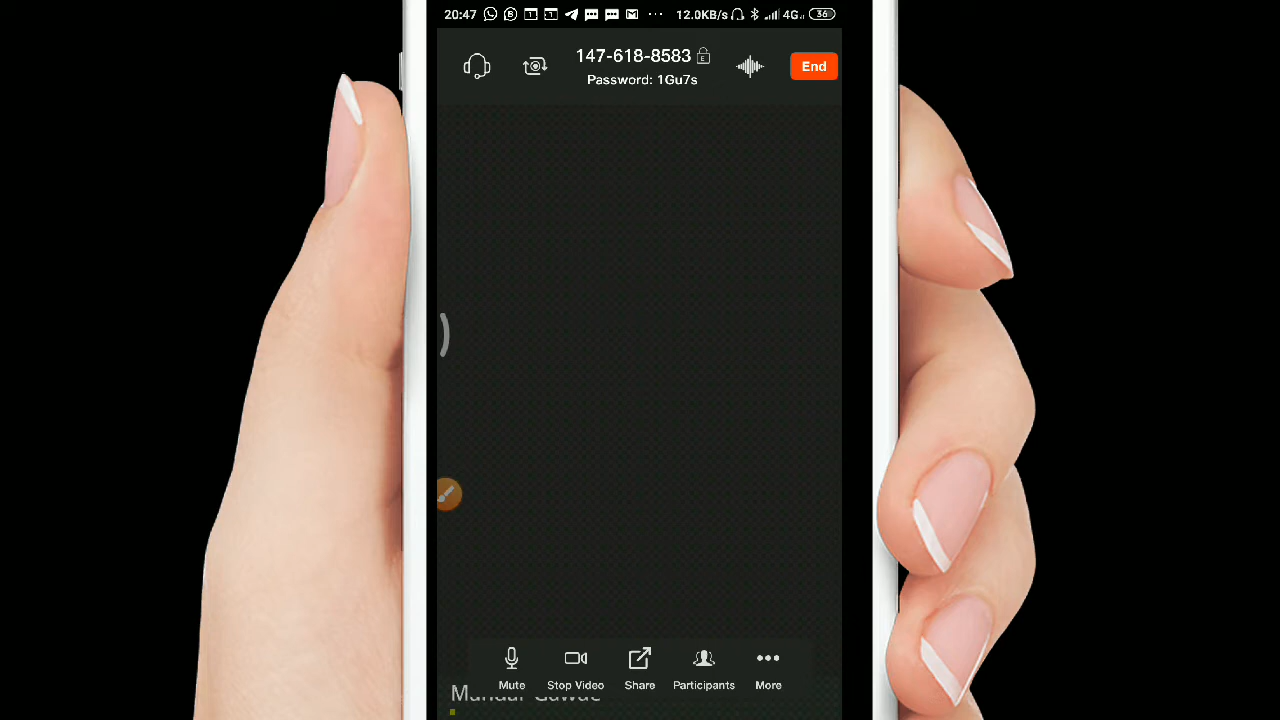 20:47 12.0KB/s 4G 36
147-618-8583
Password: 1Gu7s
End
Mute Stop Video Share Participants More